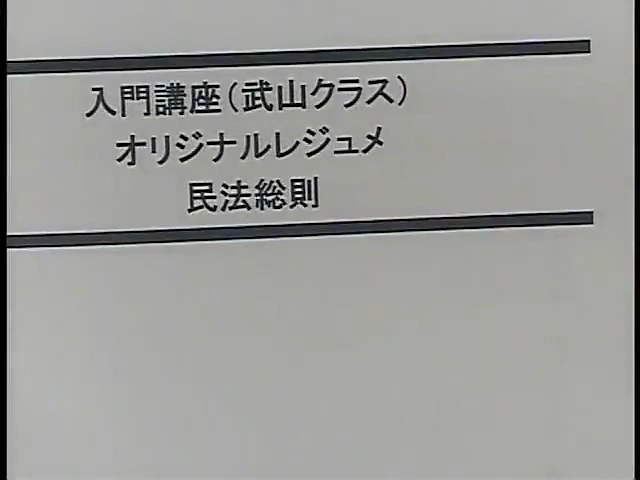 入門講座(武山クラス)
オリジナルレジュメ
民法総則